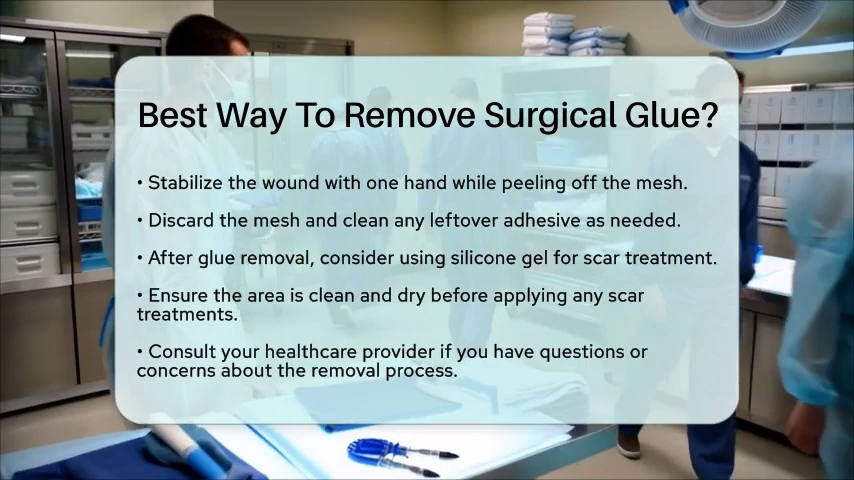 Best Way To Remove Surgical Glue?
• Stabilize the wound with one hand while peeling off the mesh.
• Discard the mesh and clean any leftover adhesive as needed.
• After glue removal, consider using silicone gel for scar treatment.
• Ensure the area is clean and dry before applying any scar
treatments.
• Consult your healthcare provider if you have questions or
concerns about the removal process.